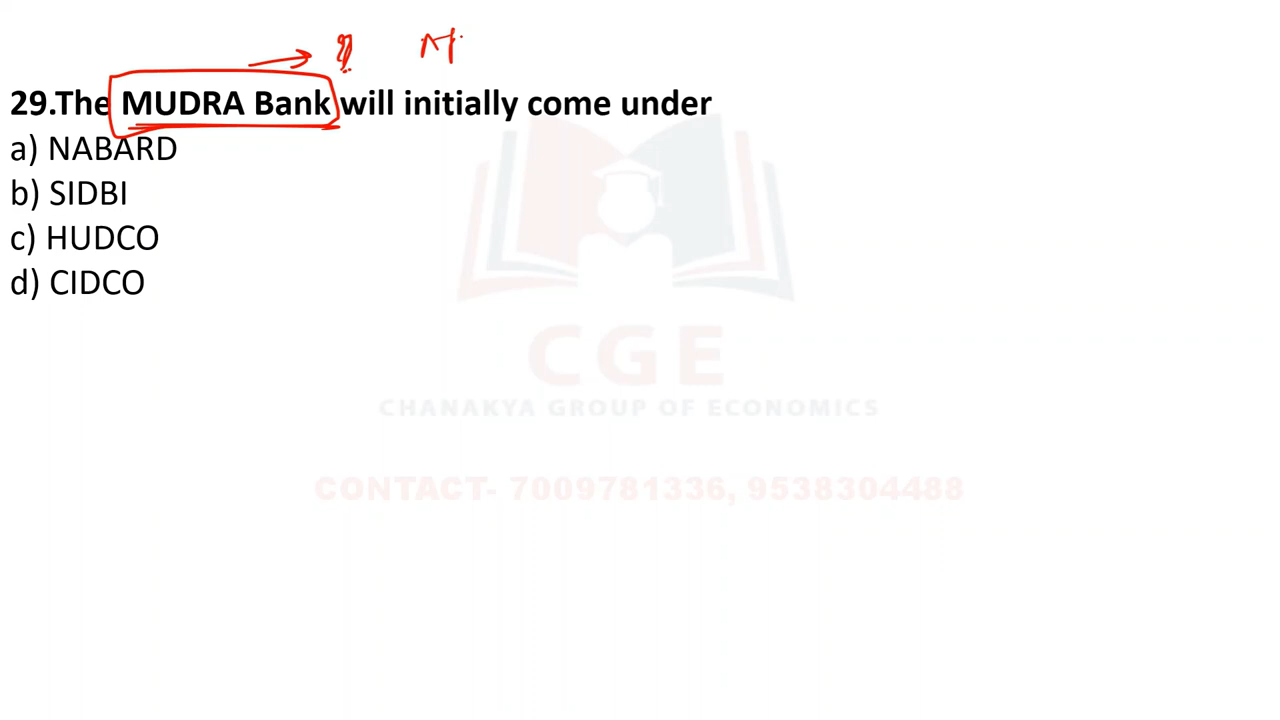 29.The MUDRA Bank will initially come under
a) NABARD
b) SIDBI
c) HUDCO
d) CIDCO
CGE
CHANAKYA GROUP OF ECONOMICS
CONTACT- 7009781336, 9538304488